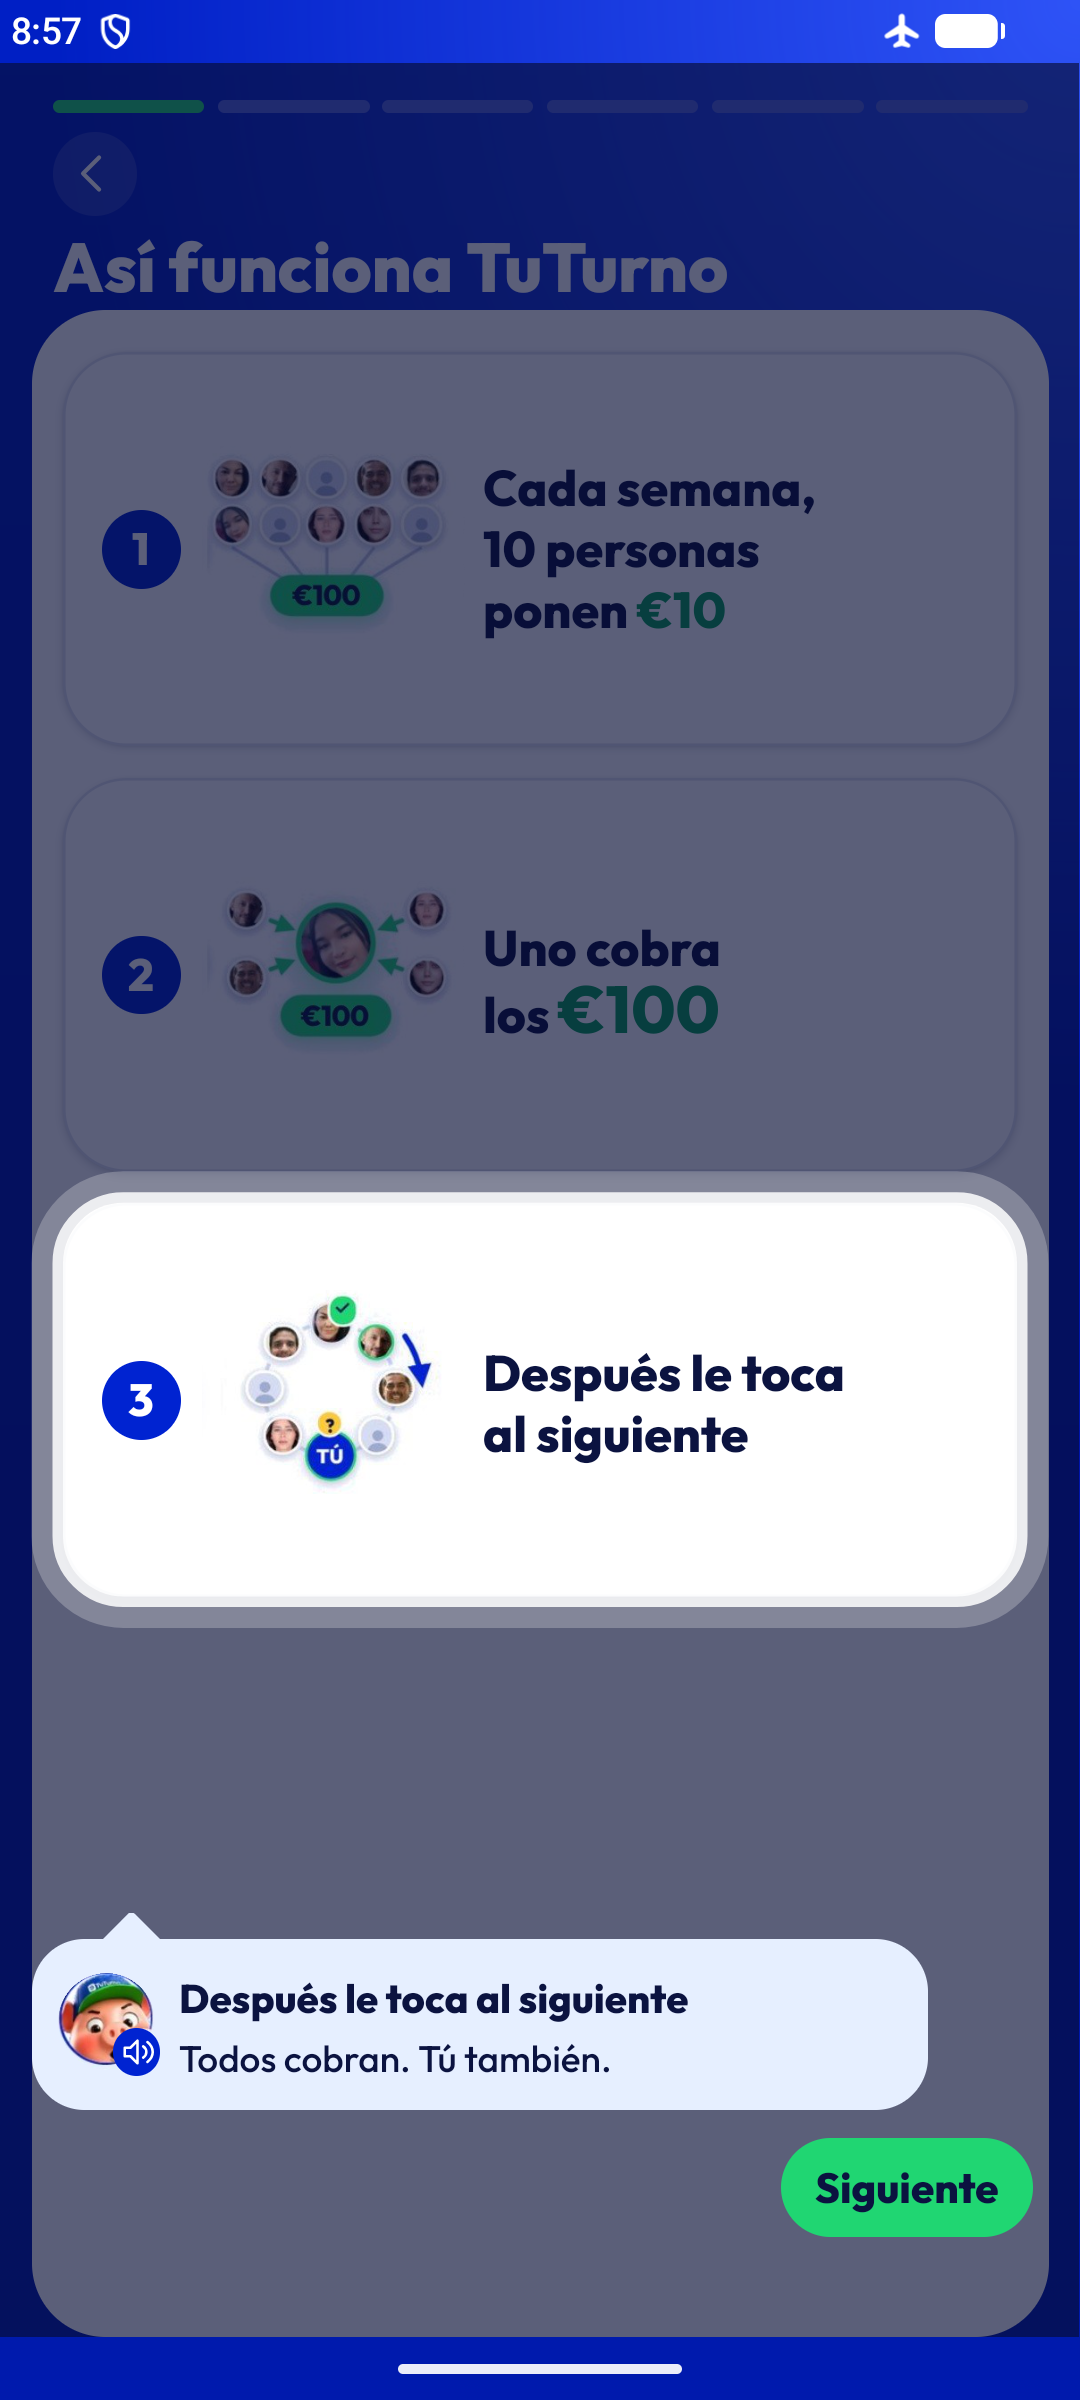 8:57
Así funciona TuTurno
1
€100
Cada semana,
10 personas
ponen €10
2
€100
Uno cobra
los €100
3
?
TÚ
Después le toca
al siguiente
Después le toca al siguiente
Todos cobran. Tú también.
Siguiente